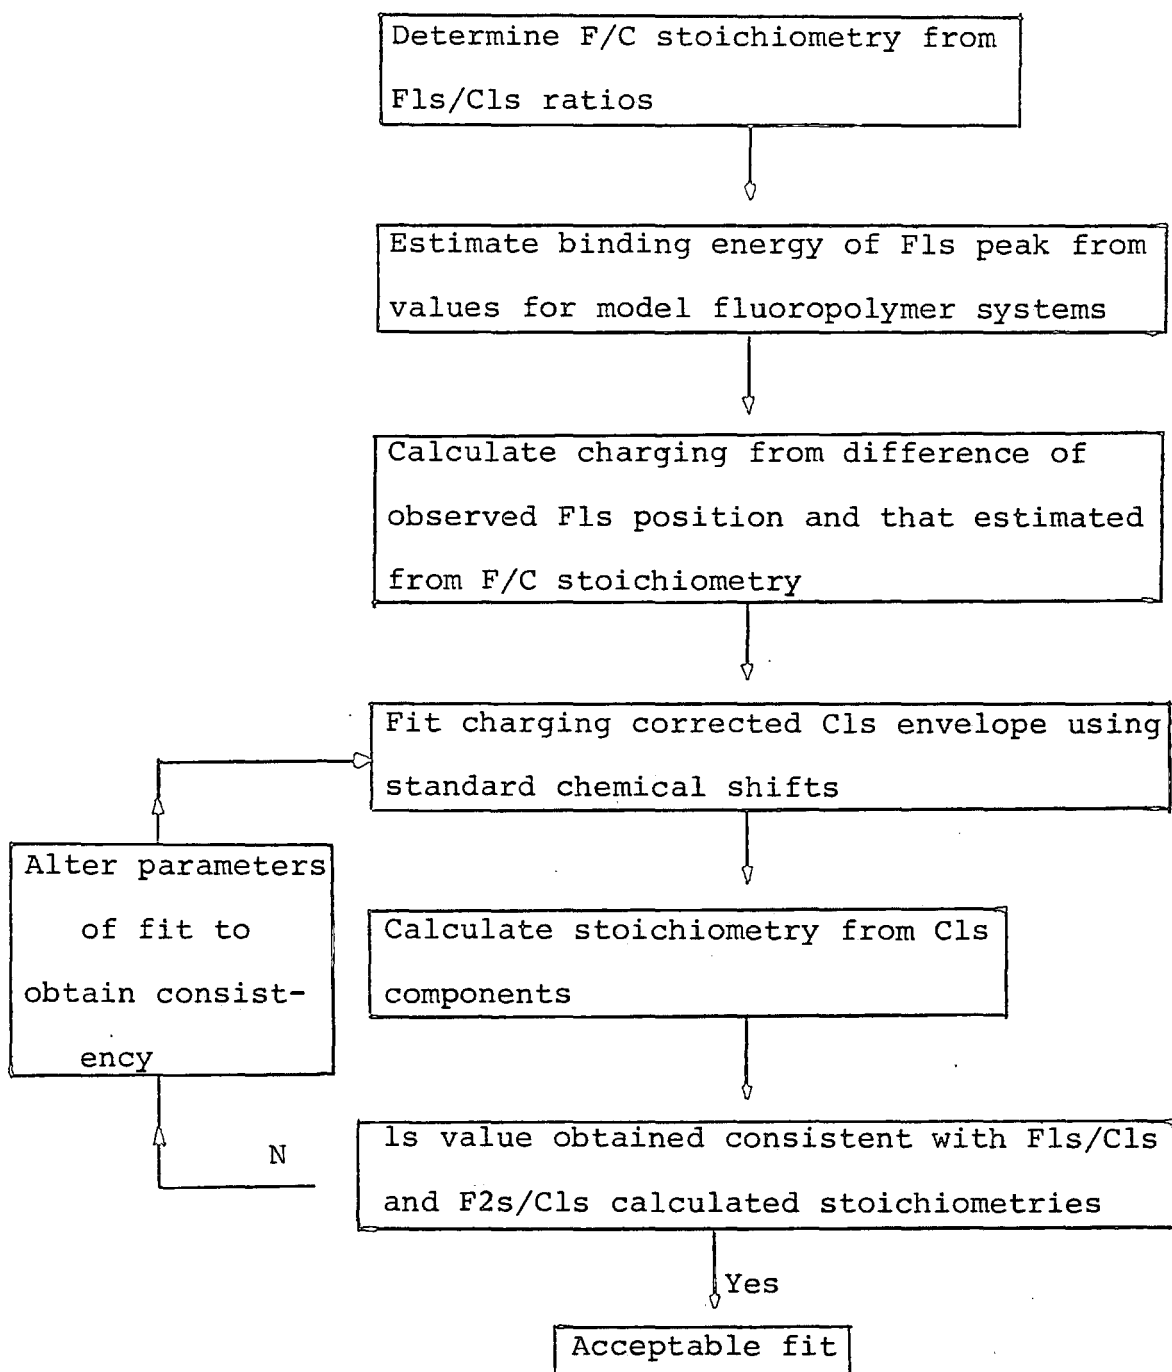 Determine F/C stoichiometry from
F1s/C1s ratios
Estimate binding energy of F1s peak from
values for model fluoropolymer systems
Calculate charging from difference of
observed F1s position and that estimated
from F/C stoichiometry
Fit charging corrected C1s envelope using
standard chemical shifts
Alter parameters
of fit to
obtain consist-
ency
Calculate stoichiometry from C1s
components
1s value obtained consistent with F1s/C1s
and F2s/C1s calculated stoichiometries
N
Yes
Acceptable fit